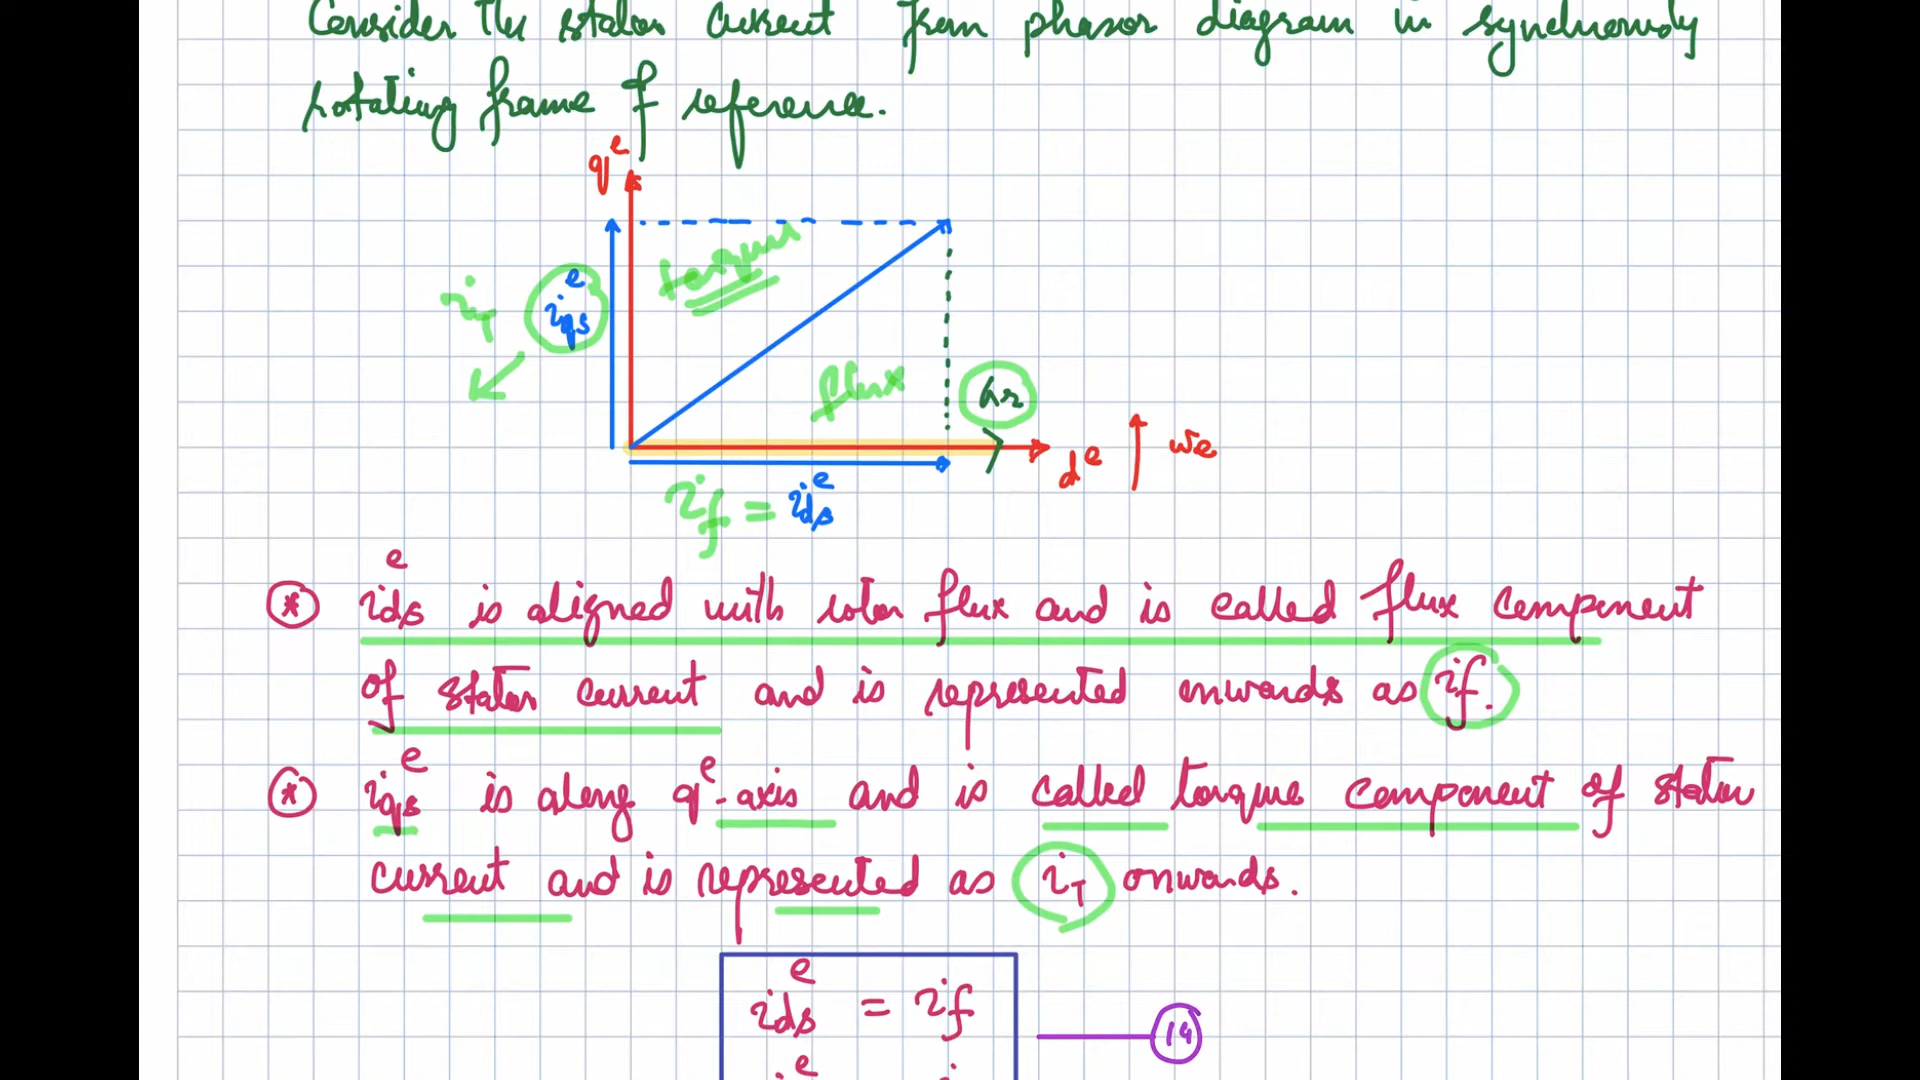 Consider the stator current from phasor diagram in synchronously
rotating frame of reference.
q^e
torque
i_T
i_qs^e
flux
λr
d^e
ωe
i_f = i_ds^e
⊛ i_ds^e is aligned with rotor flux and is called flux component
of stator current and is represented onwards as i_f.
⊛ i_qs^e is along q^e-axis and is called torque component of stator
current and is represented as i_T onwards.
i_ds^e = i_f
14